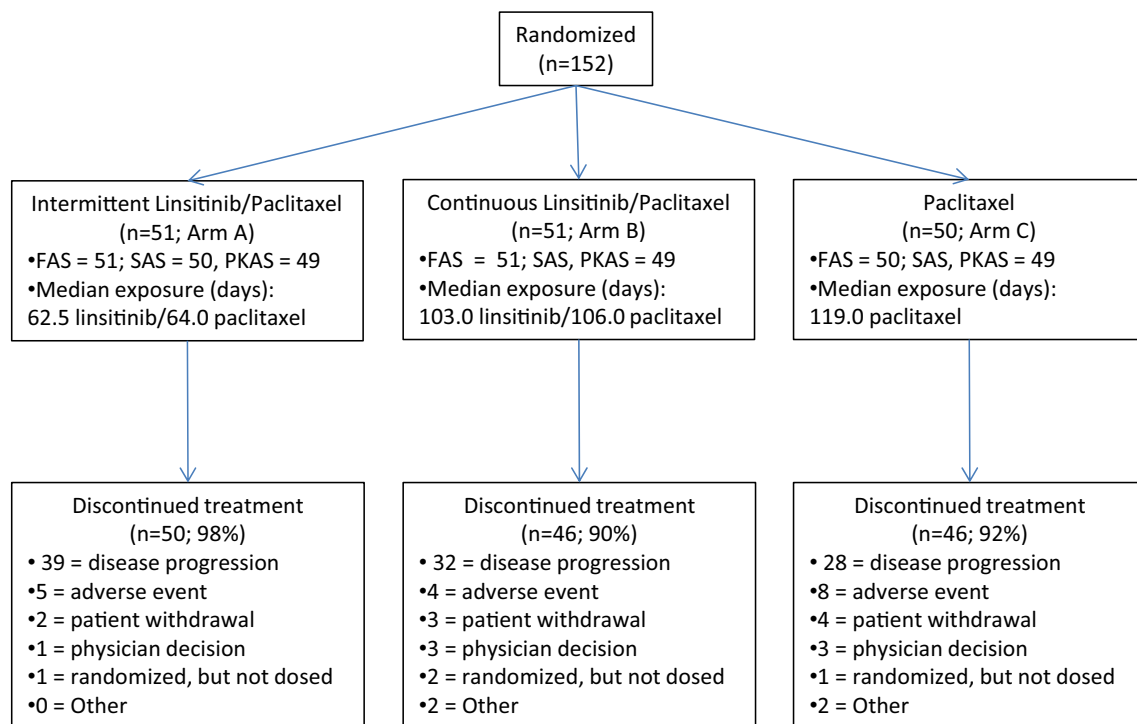 Randomized
(n=152)
Intermittent Linsitinib/Paclitaxel
(n=51; Arm A)
•FAS = 51; SAS = 50, PKAS = 49
•Median exposure (days):
62.5 linsitinib/64.0 paclitaxel
Continuous Linsitinib/Paclitaxel
(n=51; Arm B)
•FAS = 51; SAS, PKAS = 49
•Median exposure (days):
103.0 linsitinib/106.0 paclitaxel
Paclitaxel
(n=50; Arm C)
•FAS = 50; SAS, PKAS = 49
•Median exposure (days):
119.0 paclitaxel
Discontinued treatment
(n=50; 98%)
• 39 = disease progression
•5 = adverse event
•2 = patient withdrawal
•1 = physician decision
•1 = randomized, but not dosed
•0 = Other
Discontinued treatment
(n=46; 90%)
• 32 = disease progression
•4 = adverse event
•3 = patient withdrawal
•3 = physician decision
•2 = randomized, but not dosed
•2 = Other
Discontinued treatment
(n=46; 92%)
• 28 = disease progression
•8 = adverse event
•4 = patient withdrawal
•3 = physician decision
•1 = randomized, but not dosed
•2 = Other